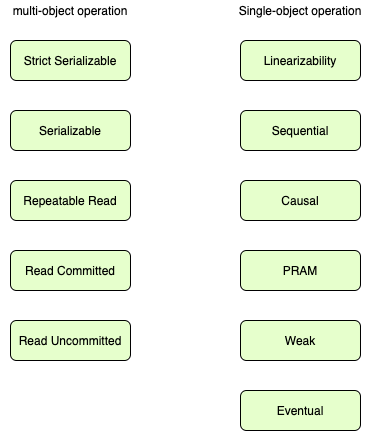 multi-object operation
Single-object operation
Strict Serializable
Linearizability
Serializable
Sequential
Repeatable Read
Causal
Read Committed
PRAM
Read Uncommitted
Weak
Eventual